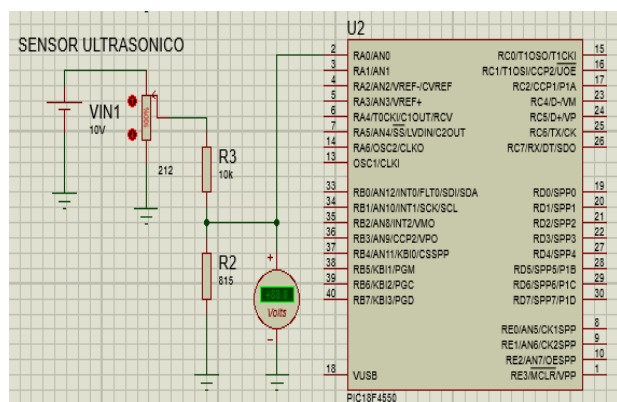 U2
SENSOR ULTRASONICO
VIN1
10V
100%
212
R3
10k
R2
815
+
Volts
-
2 RA0/AN0 RC0/T1OSO/T1CKI 15
3 RA1/AN1 RC1/T1OSI/CCP2/UOE 16
4 RA2/AN2/VREF-/CVREF RC2/CCP1/P1A 17
5 RA3/AN3/VREF+ RC4/D-/VM 23
6 RA4/T0CKI/C1OUT/RCV RC5/D+/VP 24
7 RA5/AN4/SS/LVDIN/C2OUT RC6/TX/CK 25
14 RA6/OSC2/CLKO RC7/RX/DT/SDO 26
13 OSC1/CLKI
33 RB0/AN12/INT0/FLT0/SDI/SDA RD0/SPP0 19
34 RB1/AN10/INT1/SCK/SCL RD1/SPP1 20
35 RB2/AN8/INT2/VMO RD2/SPP2 21
36 RB3/AN9/CCP2/VPO RD3/SPP3 22
37 RB4/AN11/KBI0/CSSPP RD4/SPP4 27
38 RB5/KBI1/PGM RD5/SPP5/P1B 28
39 RB6/KBI2/PGC RD6/SPP6/P1C 29
40 RB7/KBI3/PGD RD7/SPP7/P1D 30
RE0/AN5/CK1SPP 8
RE1/AN6/CK2SPP 9
RE2/AN7/OESPP 10
18 VUSB RE3/MCLR/VPP 1
PIC18F4550